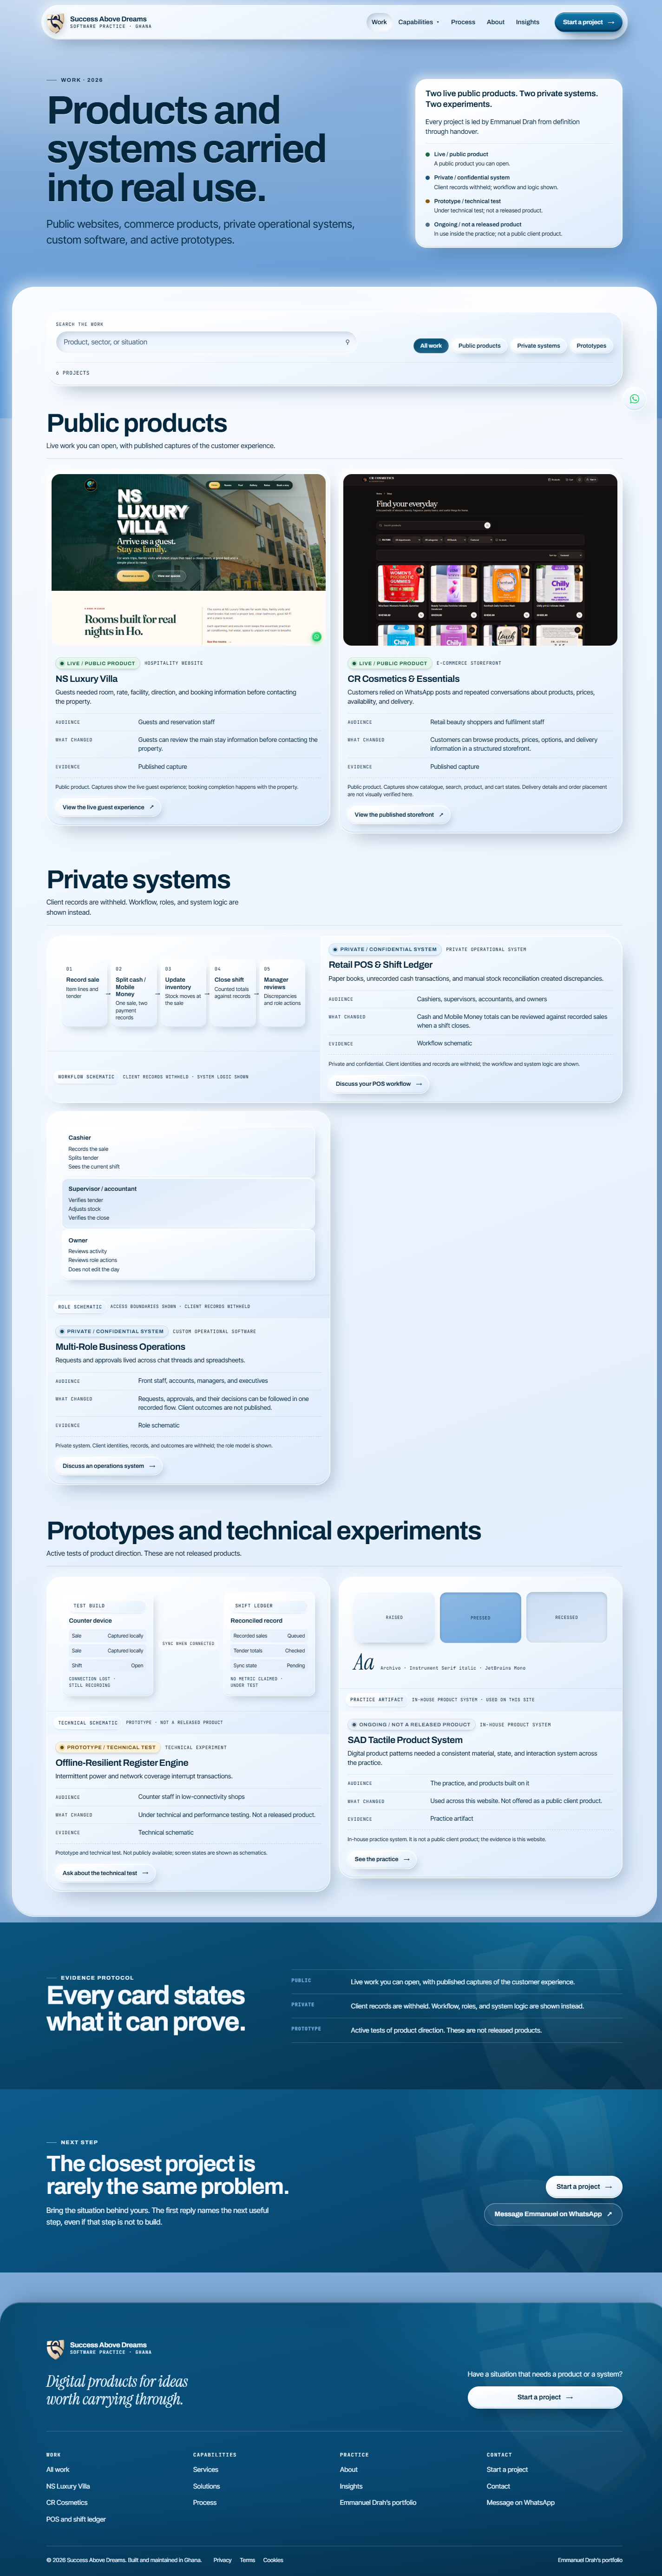 Success Above Dreams
SOFTWARE PRACTICE · GHANA
Work
Capabilities
Process
About
Insights
Start a project →
WORK · 2026
Products and
systems carried
into real use.
Public websites, commerce products, private operational systems,
custom software, and active prototypes.
Two live public products. Two private systems.
Two experiments.
Every project is led by Emmanuel Drah from definition
through handover.
Live / public product
A public product you can open.
Private / confidential system
Client records withheld; workflow and logic shown.
Prototype / technical test
Under technical test; not a released product.
Ongoing / not a released product
In use inside the practice; not a public client product.
SEARCH THE WORK
Product, sector, or situation
All work
Public products
Private systems
Prototypes
6 PROJECTS
Public products
Live work you can open, with published captures of the customer experience.
NS
LUXURY
VILLA
Arrive as a guest.
Stay as family.
Rooms built for real
nights in Ho.
LIVE / PUBLIC PRODUCT
HOSPITALITY WEBSITE
NS Luxury Villa
Guests needed room, rate, facility, direction, and booking information before contacting
the property.
AUDIENCE
Guests and reservation staff
WHAT CHANGED
Guests can review the main stay information before contacting the
property.
EVIDENCE
Published capture
Public product. Captures show the live guest experience; booking completion happens with the property.
View the live guest experience ↗
CR COSMETICS
Find your everyday
LIVE / PUBLIC PRODUCT
E-COMMERCE STOREFRONT
CR Cosmetics & Essentials
Customers relied on WhatsApp posts and repeated conversations about products, prices,
availability, and delivery.
AUDIENCE
Retail beauty shoppers and fulfilment staff
WHAT CHANGED
Customers can browse products, prices, options, and delivery
information in a structured storefront.
EVIDENCE
Published capture
Public product. Captures show catalogue, search, product, and cart states. Delivery details and order placement
are not visually verified here.
View the published storefront ↗
Private systems
Client records are withheld. Workflow, roles, and system logic are
shown instead.
01
Record sale
Item lines and
tender
→
02
Split cash /
Mobile
Money
One sale, two
payment
records
→
03
Update
inventory
Stock moves at
the sale
→
04
Close shift
Counted totals
against records
→
05
Manager
reviews
Discrepancies
and role actions
WORKFLOW SCHEMATIC
CLIENT RECORDS WITHHELD · SYSTEM LOGIC SHOWN
PRIVATE / CONFIDENTIAL SYSTEM
PRIVATE OPERATIONAL SYSTEM
Retail POS & Shift Ledger
Paper books, unrecorded cash transactions, and manual stock reconciliation created discrepancies.
AUDIENCE
Cashiers, supervisors, accountants, and owners
WHAT CHANGED
Cash and Mobile Money totals can be reviewed against recorded sales
when a shift closes.
EVIDENCE
Workflow schematic
Private and confidential. Client identities and records are withheld; the workflow and system logic are shown.
Discuss your POS workflow →
Cashier
Records the sale
Splits tender
Sees the current shift
Supervisor / accountant
Verifies tender
Adjusts stock
Verifies the close
Owner
Reviews activity
Reviews role actions
Does not edit the day
ROLE SCHEMATIC
ACCESS BOUNDARIES SHOWN · CLIENT RECORDS WITHHELD
PRIVATE / CONFIDENTIAL SYSTEM
CUSTOM OPERATIONAL SOFTWARE
Multi-Role Business Operations
Requests and approvals lived across chat threads and spreadsheets.
AUDIENCE
Front staff, accounts, managers, and executives
WHAT CHANGED
Requests, approvals, and their decisions can be followed in one
recorded flow. Client outcomes are not published.
EVIDENCE
Role schematic
Private system. Client identities, records, and outcomes are withheld; the role model is shown.
Discuss an operations system →
Prototypes and technical experiments
Active tests of product direction. These are not released products.
TEST BUILD
Counter device
Sale Captured locally
Sale Captured locally
Shift Open
CONNECTION LOST ·
STILL RECORDING
SYNC WHEN CONNECTED
SHIFT LEDGER
Reconciled record
Recorded sales Queued
Tender totals Checked
Sync state Pending
NO METRIC CLAIMED ·
UNDER TEST
TECHNICAL SCHEMATIC
PROTOTYPE · NOT A RELEASED PRODUCT
PROTOTYPE / TECHNICAL TEST
TECHNICAL EXPERIMENT
Offline-Resilient Register Engine
Intermittent power and network coverage interrupt transactions.
AUDIENCE
Counter staff in low-connectivity shops
WHAT CHANGED
Under technical and performance testing. Not a released product.
EVIDENCE
Technical schematic
Prototype and technical test. Not publicly available; screen states are shown as schematics.
Ask about the technical test →
RAISED
PRESSED
RECESSED
Aa
Archivo · Instrument Serif italic · JetBrains Mono
PRACTICE ARTIFACT
IN-HOUSE PRODUCT SYSTEM · USED ON THIS SITE
ONGOING / NOT A RELEASED PRODUCT
IN-HOUSE PRODUCT SYSTEM
SAD Tactile Product System
Digital product patterns needed a consistent material, state, and interaction system across
the practice.
AUDIENCE
The practice, and products built on it
WHAT CHANGED
Used across this website. Not offered as a public client product.
EVIDENCE
Practice artifact
In-house practice system. It is not a public client product; the evidence is this website.
See the practice →
EVIDENCE PROTOCOL
Every card states
what it can prove.
PUBLIC
Live work you can open, with published captures of the customer experience.
PRIVATE
Client records are withheld. Workflow, roles, and system logic are shown instead.
PROTOTYPE
Active tests of product direction. These are not released products.
NEXT STEP
The closest project is
rarely the same problem.
Bring the situation behind yours. The first reply names the next useful
step, even if that step is not to build.
Start a project →
Message Emmanuel on WhatsApp ↗
Success Above Dreams
SOFTWARE PRACTICE · GHANA
Digital products for ideas
worth carrying through.
Have a situation that needs a product or a system?
Start a project →
WORK
All work
NS Luxury Villa
CR Cosmetics
POS and shift ledger
CAPABILITIES
Services
Solutions
Process
PRACTICE
About
Insights
Emmanuel Drah's portfolio
CONTACT
Start a project
Contact
Message on WhatsApp
© 2026 Success Above Dreams. Built and maintained in Ghana.
Privacy
Terms
Cookies
Emmanuel Drah's portfolio